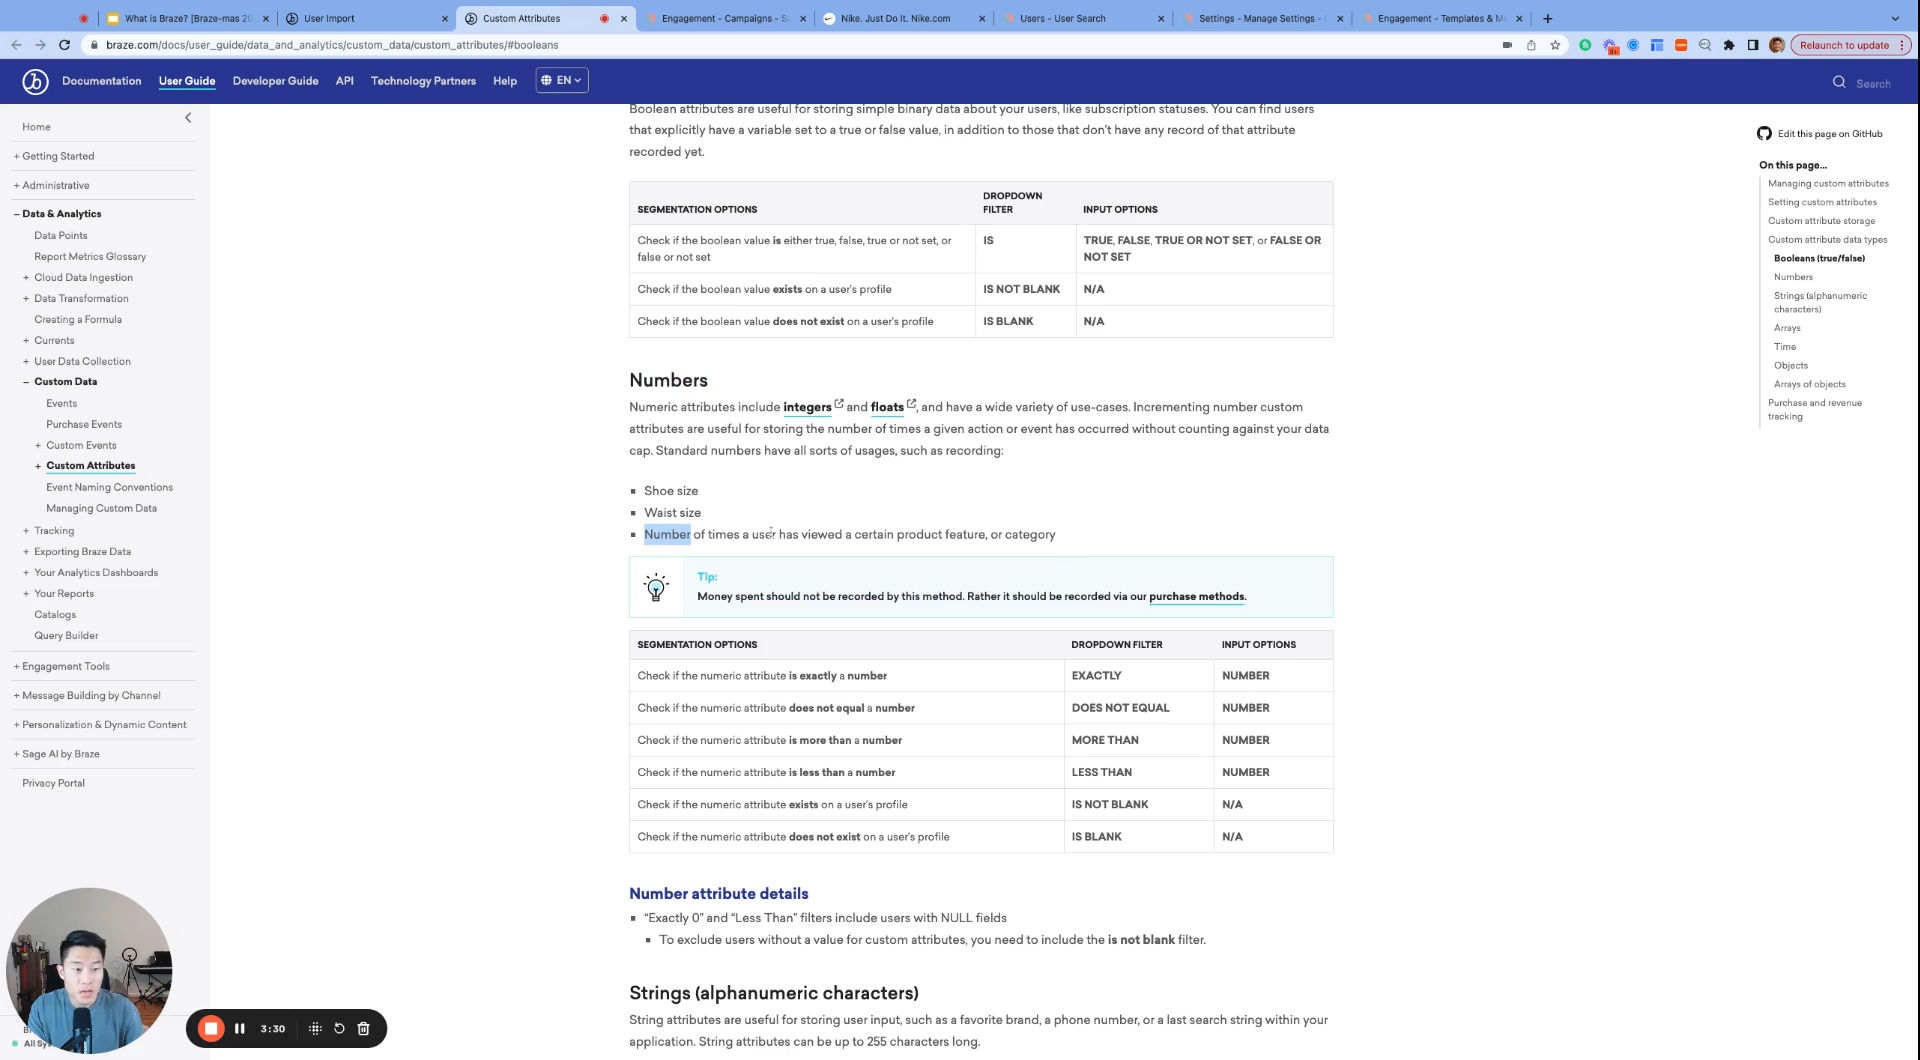 What is Braze? [Braze-mas 20
User Import
Custom Attributes
Engagement - Campaigns - S
Nike. Just Do It. Nike.com
Users - User Search
Settings - Manage Settings -
Engagement - Templates & M
braze.com/docs/user_guide/data_and_analytics/custom_data/custom_attributes/#booleans
9+
Relaunch to update
Documentation
User Guide
Developer Guide
API
Technology Partners
Help
EN
Search
Home
+ Getting Started
+ Administrative
– Data & Analytics
Data Points
Report Metrics Glossary
+ Cloud Data Ingestion
+ Data Transformation
Creating a Formula
+ Currents
+ User Data Collection
– Custom Data
Events
Purchase Events
+ Custom Events
+ Custom Attributes
Event Naming Conventions
Managing Custom Data
+ Tracking
+ Exporting Braze Data
+ Your Analytics Dashboards
+ Your Reports
Catalogs
Query Builder
+ Engagement Tools
+ Message Building by Channel
+ Personalization & Dynamic Content
+ Sage AI by Braze
Privacy Portal
All Sys
3:30
Boolean attributes are useful for storing simple binary data about your users, like subscription statuses. You can find users
that explicitly have a variable set to a true or false value, in addition to those that don't have any record of that attribute
recorded yet.
SEGMENTATION OPTIONS
DROPDOWN
FILTER
INPUT OPTIONS
Check if the boolean value is either true, false, true or not set, or
false or not set
IS
TRUE, FALSE, TRUE OR NOT SET, or FALSE OR
NOT SET
Check if the boolean value exists on a user's profile
IS NOT BLANK
N/A
Check if the boolean value does not exist on a user's profile
IS BLANK
N/A
Numbers
Numeric attributes include integers and floats, and have a wide variety of use-cases. Incrementing number custom
attributes are useful for storing the number of times a given action or event has occurred without counting against your data
cap. Standard numbers have all sorts of usages, such as recording:
Shoe size
Waist size
Number of times a user has viewed a certain product feature, or category
Tip:
Money spent should not be recorded by this method. Rather it should be recorded via our purchase methods.
SEGMENTATION OPTIONS
DROPDOWN FILTER
INPUT OPTIONS
Check if the numeric attribute is exactly a number
EXACTLY
NUMBER
Check if the numeric attribute does not equal a number
DOES NOT EQUAL
NUMBER
Check if the numeric attribute is more than a number
MORE THAN
NUMBER
Check if the numeric attribute is less than a number
LESS THAN
NUMBER
Check if the numeric attribute exists on a user's profile
IS NOT BLANK
N/A
Check if the numeric attribute does not exist on a user's profile
IS BLANK
N/A
Number attribute details
"Exactly 0" and "Less Than" filters include users with NULL fields
To exclude users without a value for custom attributes, you need to include the is not blank filter.
Strings (alphanumeric characters)
String attributes are useful for storing user input, such as a favorite brand, a phone number, or a last search string within your
application. String attributes can be up to 255 characters long.
Edit this page on GitHub
On this page...
Managing custom attributes
Setting custom attributes
Custom attribute storage
Custom attribute data types
Booleans (true/false)
Numbers
Strings (alphanumeric
characters)
Arrays
Time
Objects
Arrays of objects
Purchase and revenue
tracking